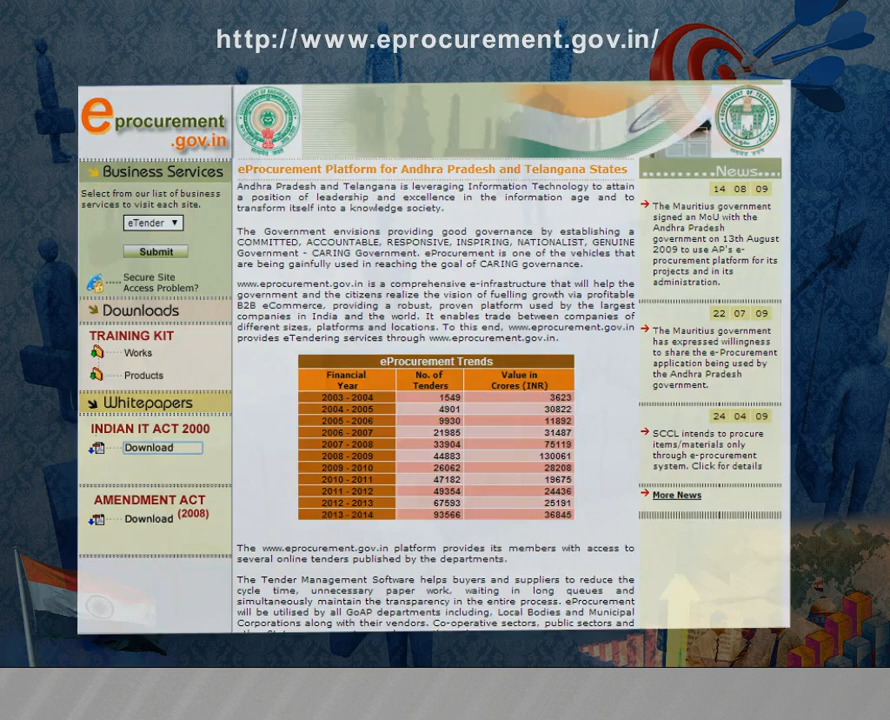 http://www.eprocurement.gov.in/
eprocurement
.gov.in
Business Services
Select from our list of business
services to visit each site.
eTender
Submit
Secure Site
Access Problem?
Downloads
TRAINING KIT
Works
Products
Whitepapers
INDIAN IT ACT 2000
Download
AMENDMENT ACT
Download (2008)
eProcurement Platform for Andhra Pradesh and Telangana States
Andhra Pradesh and Telangana is leveraging Information Technology to attain
a position of leadership and excellence in the information age and to
transform itself into a knowledge society.
The Government envisions providing good governance by establishing a
COMMITTED, ACCOUNTABLE, RESPONSIVE, INSPIRING, NATIONALIST, GENUINE
Government - CARING Government. eProcurement is one of the vehicles that
are being gainfully used in reaching the goal of CARING governance.
www.eprocurement.gov.in is a comprehensive e-infrastructure that will help the
government and the citizens realize the vision of fuelling growth via profitable
B2B eCommerce, providing a robust, proven platform used by the largest
companies in India and the world. It enables trade between companies of
different sizes, platforms and locations. To this end, www.eprocurement.gov.in
provides eTendering services through www.eprocurement.gov.in.
eProcurement Trends
Financial Year No. of Tenders Value in Crores (INR)
2003 - 2004 1549 3623
2004 - 2005 4901 30822
2005 - 2006 9930 11892
2006 - 2007 21985 31487
2007 - 2008 33904 75119
2008 - 2009 44883 130061
2009 - 2010 26062 28208
2010 - 2011 47182 19675
2011 - 2012 49354 24436
2012 - 2013 67593 25191
2013 - 2014 93566 36845
The www.eprocurement.gov.in platform provides its members with access to
several online tenders published by the departments.
The Tender Management Software helps buyers and suppliers to reduce the
cycle time, unnecessary paper work, waiting in long queues and
simultaneously maintain the transparency in the entire process. eProcurement
will be utilised by all GoAP departments including, Local Bodies and Municipal
Corporations along with their vendors. Co-operative sectors, public sectors and
News
14 08 09
The Mauritius government
signed an MoU with the
Andhra Pradesh
government on 13th August
2009 to use AP's e-
procurement platform for its
projects and in its
administration.
22 07 09
The Mauritius government
has expressed willingness
to share the e-Procurement
application being used by
the Andhra Pradesh
government.
24 04 09
SCCL intends to procure
items/materials only
through e-procurement
system. Click for details
More News